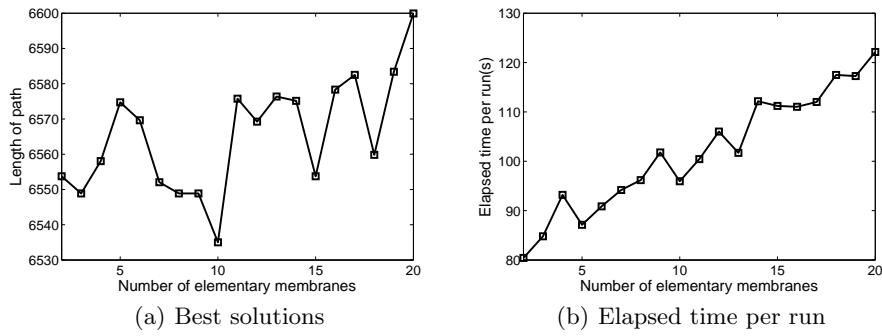 6600
6590
6580
6570
6560
6550
6540
6530
Length of path
5 10 15 20
Number of elementary membranes
(a) Best solutions
130
120
110
100
90
80
Elapsed time per run(s)
5 10 15 20
Number of elementary membranes
(b) Elapsed time per run